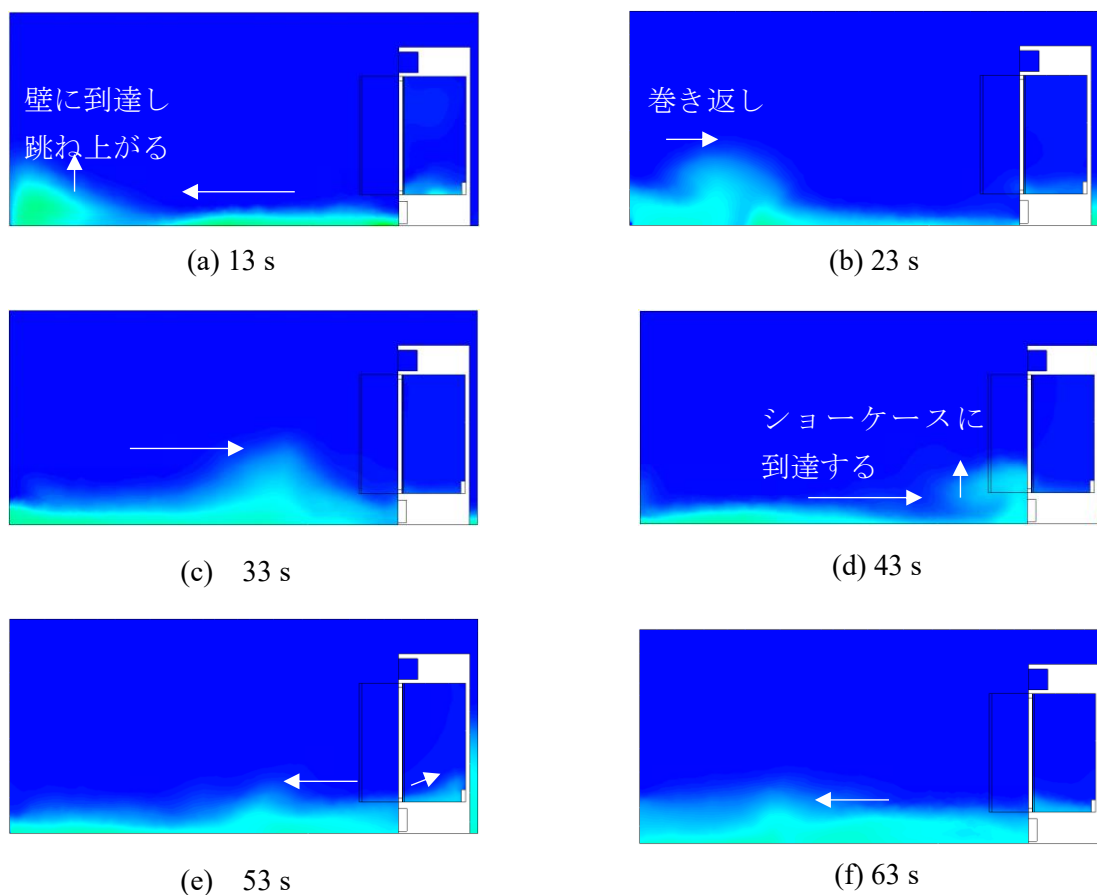 壁に到達し
跳ね上がる
(a) 13 s
巻き返し
(b) 23 s
(c) 33 s
ショーケースに
到達する
(d) 43 s
(e) 53 s
(f) 63 s